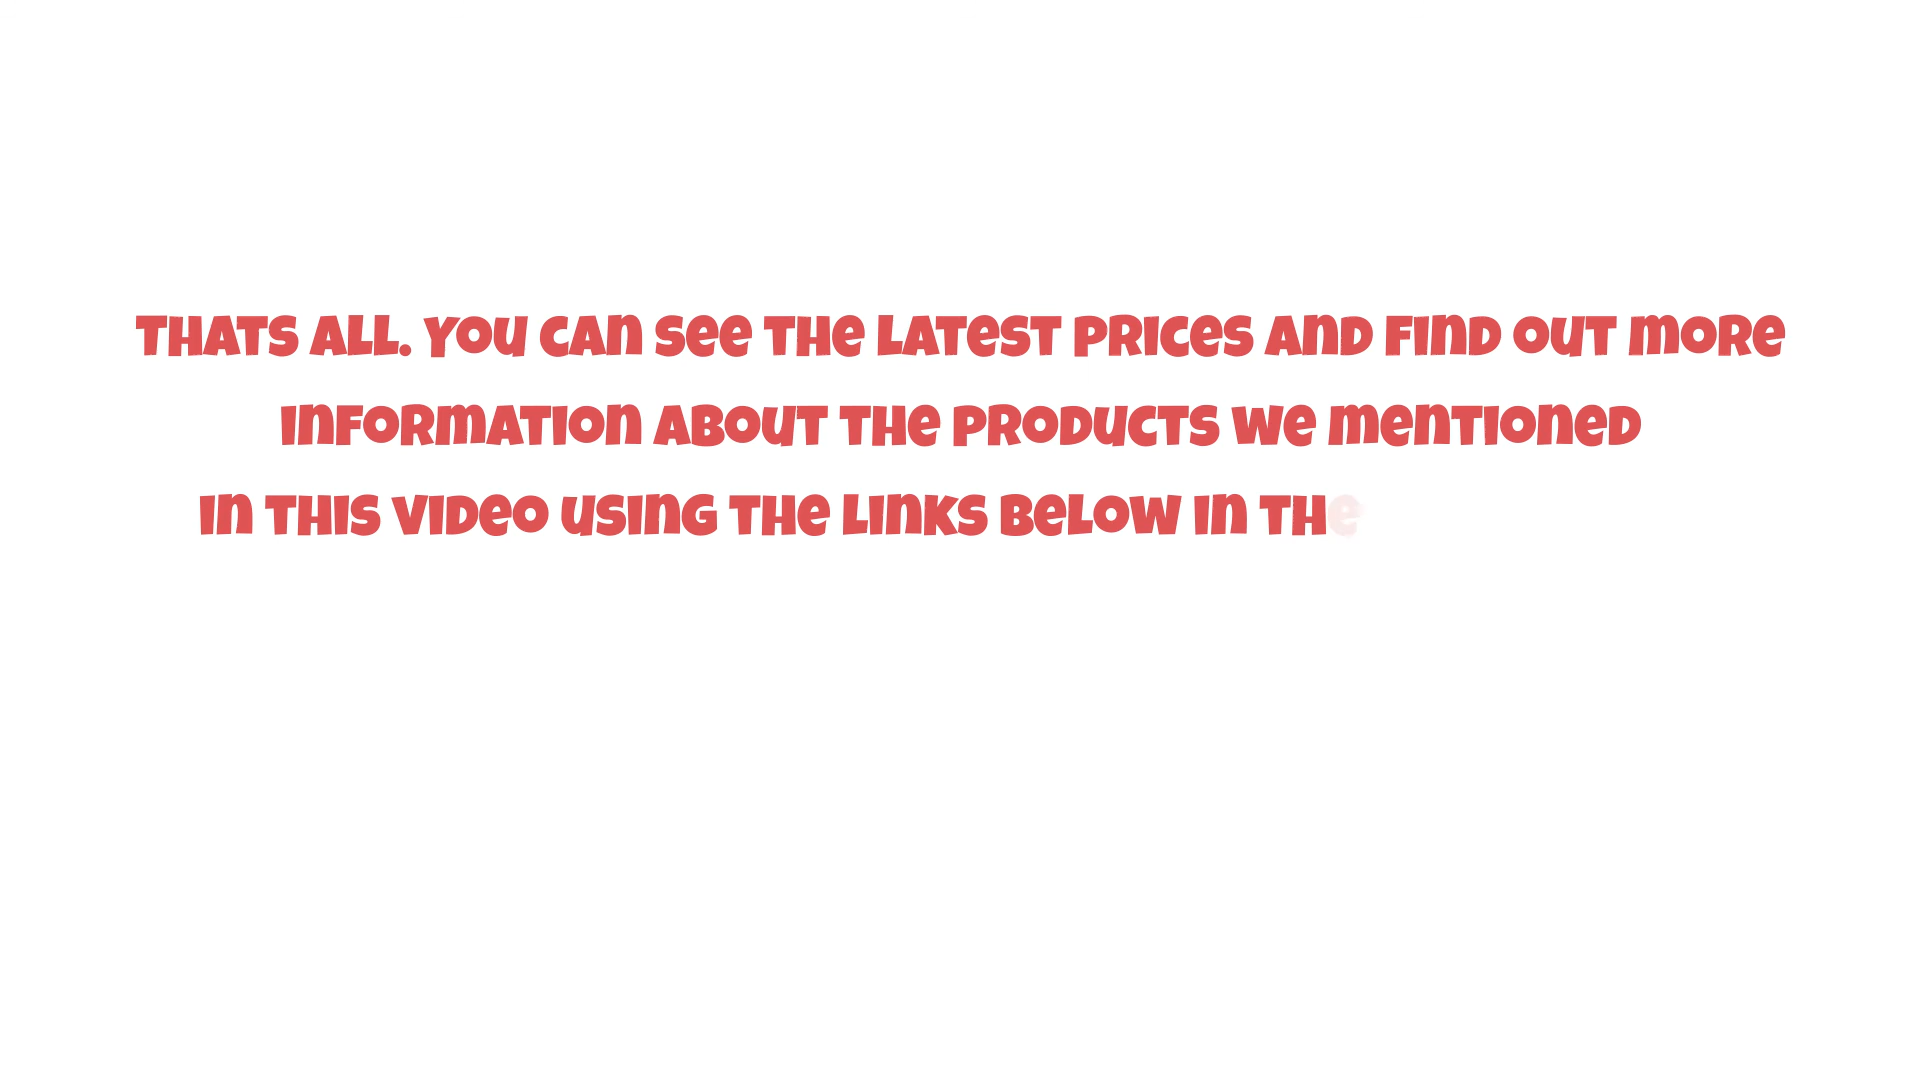 THATS ALL. YOU CAN SEE THE LATEST PRICES AND FIND OUT MORE
INFORMATION ABOUT THE PRODUCTS WE MENTIONED
IN THIS VIDEO USING THE LINKS BELOW IN THE